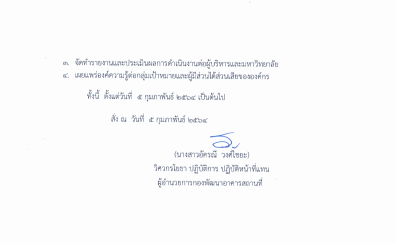 ๓. จัดทำรายงานและประเมินผลการดำเนินงานต่อผู้บริหารและมหาวิทยาลัย
๔. เผยแพร่องค์ความรู้ต่อกลุ่มเป้าหมายและผู้มีส่วนได้ส่วนเสียขององค์กร
ทั้งนี้ ตั้งแต่วันที่ ๕ กุมภาพันธ์ ๒๕๖๔ เป็นต้นไป
สั่ง ณ วันที่ ๕ กุมภาพันธ์ ๒๕๖๔
(นางสาวอัครณี วงศ์ไชยะ)
วิศวกรโยธา ปฏิบัติการ ปฏิบัติหน้าที่แทน
ผู้อำนวยการกองพัฒนาอาคารสถานที่